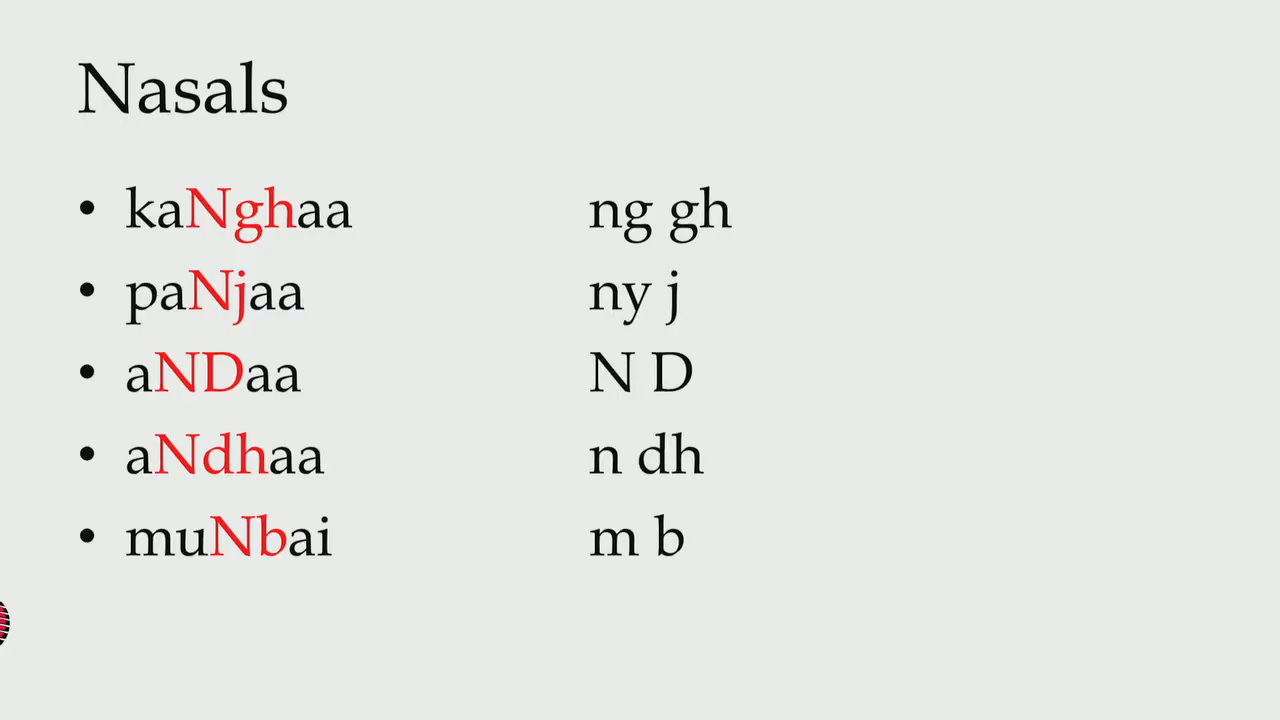 Nasals
• kaNghaa ng gh
• paNjaa ny j
• aNDaa N D
• aNdhaa n dh
• muNbai m b